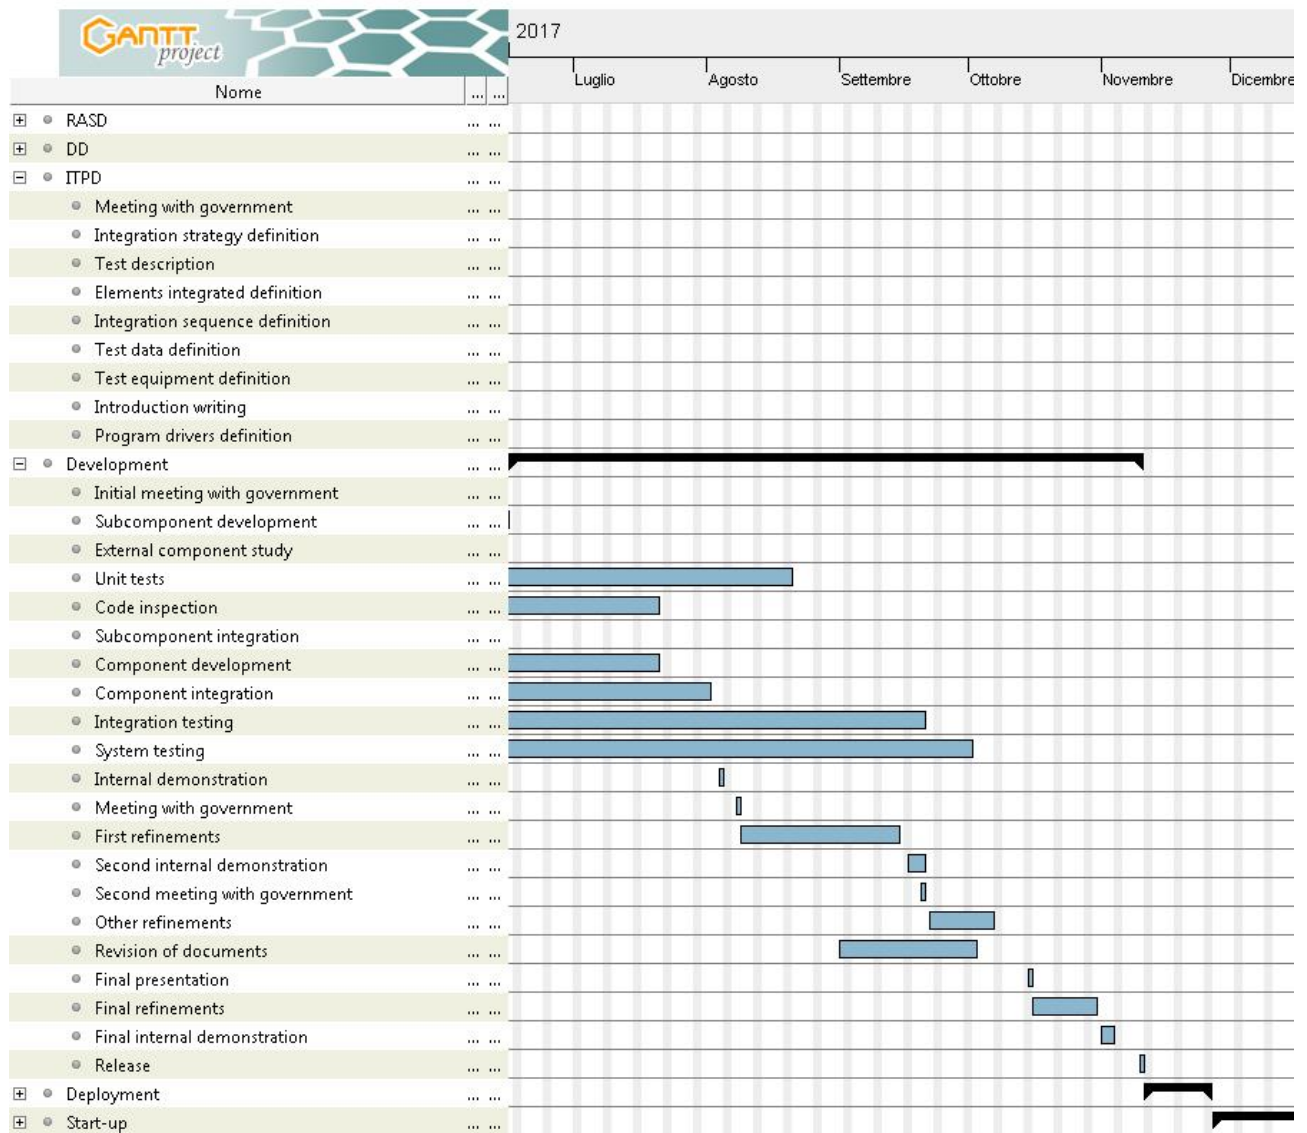 GANTT project
2017
Luglio Agosto Settembre Ottobre Novembre Dicembre
Nome ... ...
RASD ... ...
DD ... ...
ITPD ... ...
Meeting with government ... ...
Integration strategy definition ... ...
Test description ... ...
Elements integrated definition ... ...
Integration sequence definition ... ...
Test data definition ... ...
Test equipment definition ... ...
Introduction writing ... ...
Program drivers definition ... ...
Development ... ...
Initial meeting with government ... ...
Subcomponent development ... ...
External component study ... ...
Unit tests ... ...
Code inspection ... ...
Subcomponent integration ... ...
Component development ... ...
Component integration ... ...
Integration testing ... ...
System testing ... ...
Internal demonstration ... ...
Meeting with government ... ...
First refinements ... ...
Second internal demonstration ... ...
Second meeting with government ... ...
Other refinements ... ...
Revision of documents ... ...
Final presentation ... ...
Final refinements ... ...
Final internal demonstration ... ...
Release ... ...
Deployment ... ...
Start-up ... ...